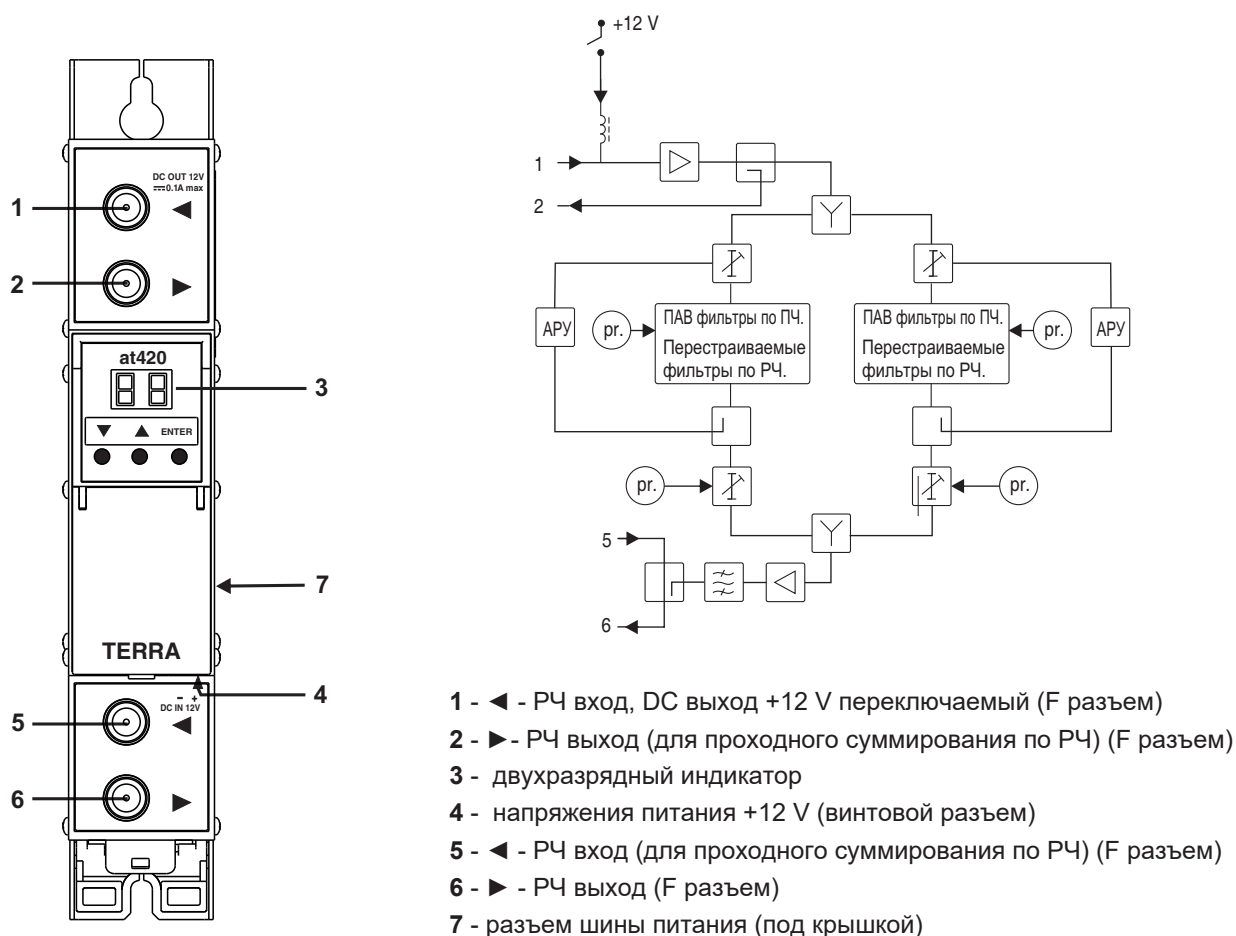 DC OUT 12V
⎓0.1A max
1
◄
2
►
at420
3
▼ ▲ ENTER
7
TERRA
4
- +
DC IN 12V
5
◄
6
►
+12 V
1
2
АРУ
pr.
ПАВ фильтры по ПЧ.
Перестраиваемые
фильтры по РЧ.
ПАВ фильтры по ПЧ.
Перестраиваемые
фильтры по РЧ.
pr.
АРУ
pr.
pr.
5
6
1 - ◄ - РЧ вход, DC выход +12 V переключаемый (F разъем)
2 - ►- РЧ выход (для проходного суммирования по РЧ) (F разъем)
3 - двухразрядный индикатор
4 - напряжения питания +12 V (винтовой разъем)
5 - ◄ - РЧ вход (для проходного суммирования по РЧ) (F разъем)
6 - ► - РЧ выход (F разъем)
7 - разъем шины питания (под крышкой)